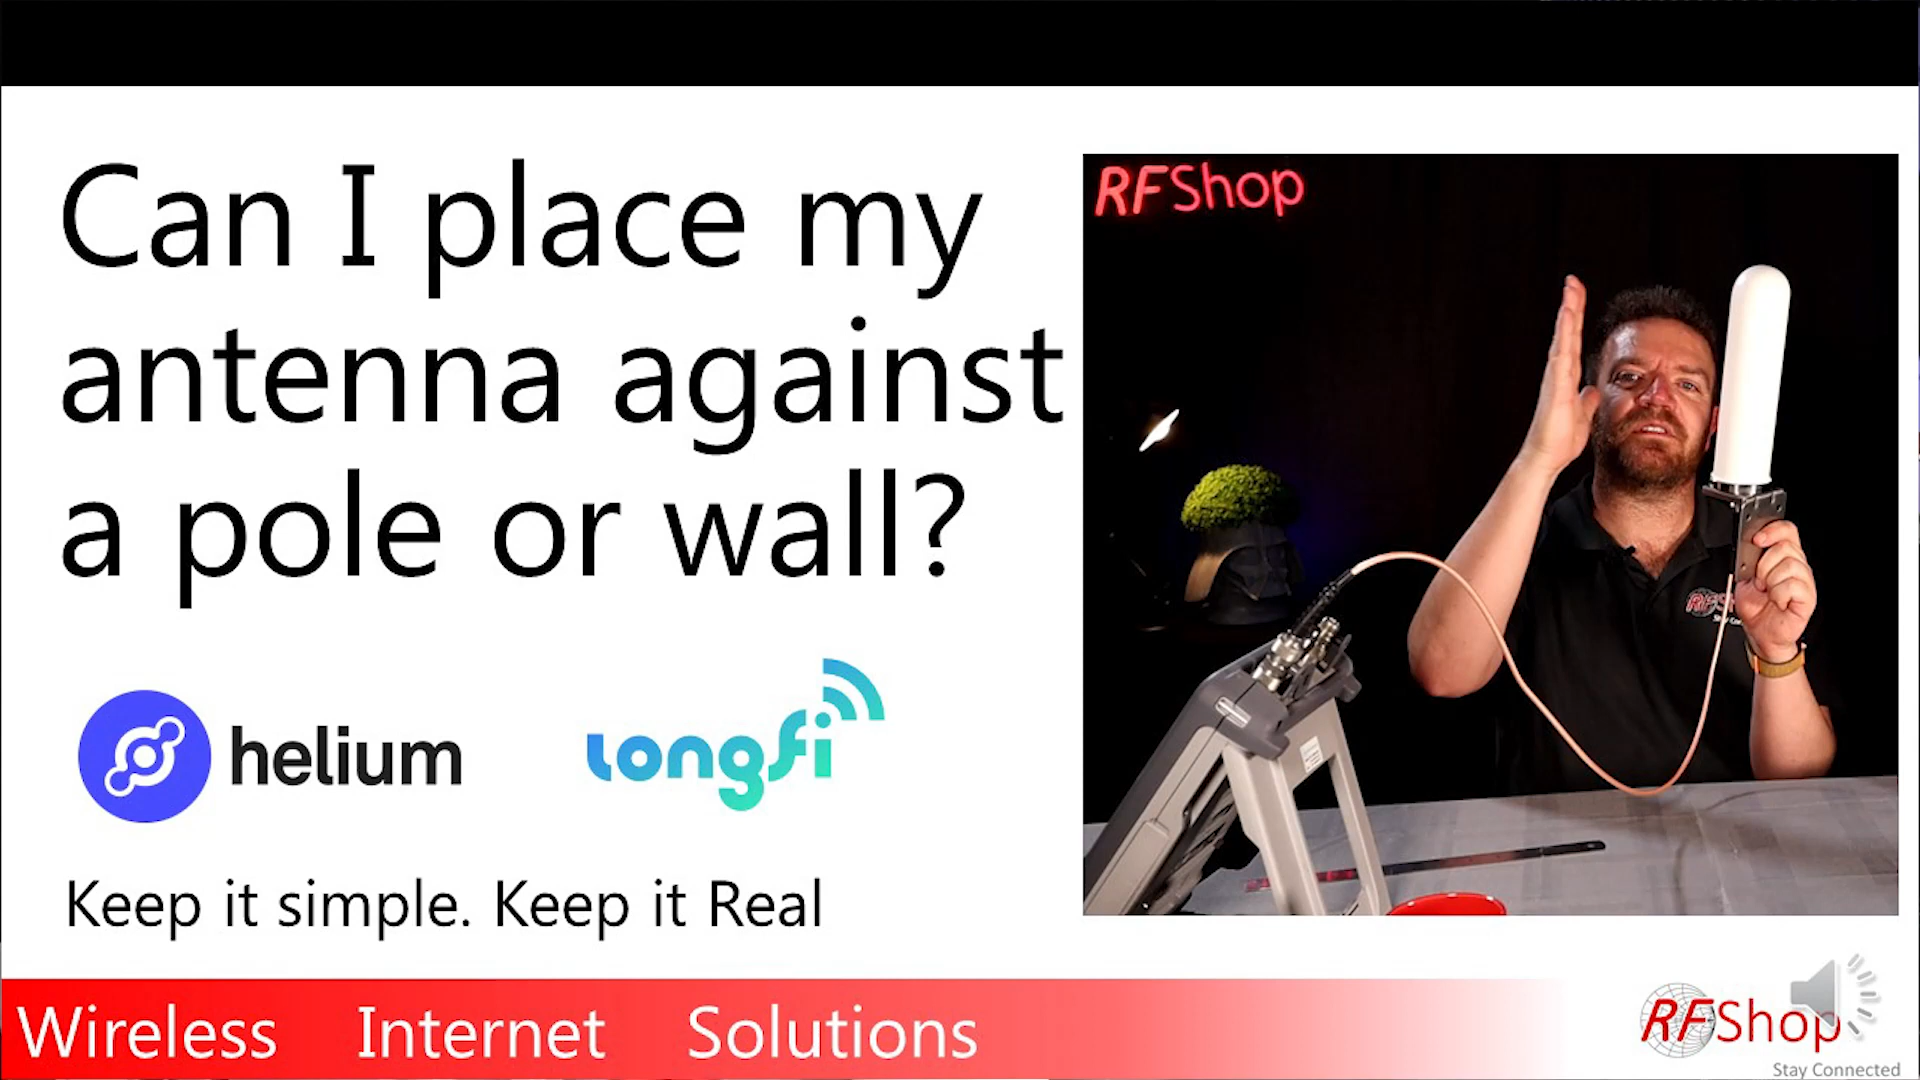 Can I place my
antenna against
a pole or wall?
helium
longfi
Keep it simple. Keep it Real
RFShop
Wireless Internet Solutions
RFShop
Stay Connected